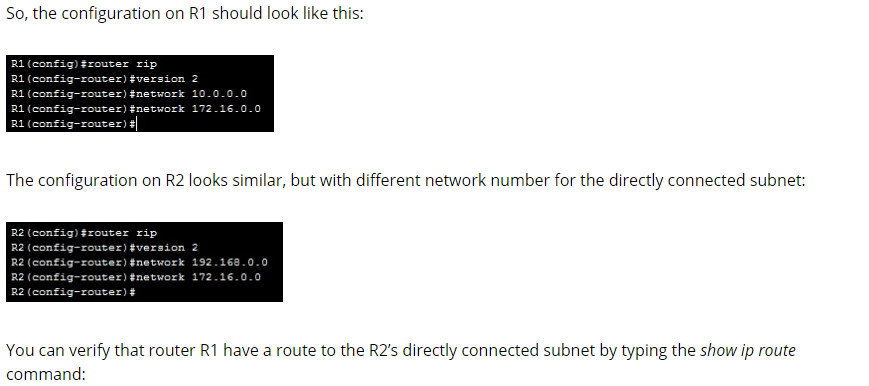 So, the configuration on R1 should look like this:
R1(config)#router rip
R1(config-router)#version 2
R1(config-router)#network 10.0.0.0
R1(config-router)#network 172.16.0.0
R1(config-router)#
The configuration on R2 looks similar, but with different network number for the directly connected subnet:
R2(config)#router rip
R2(config-router)#version 2
R2(config-router)#network 192.168.0.0
R2(config-router)#network 172.16.0.0
R2(config-router)#
You can verify that router R1 have a route to the R2’s directly connected subnet by typing the show ip route
command: